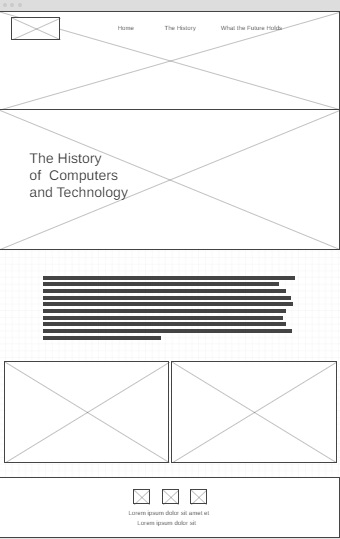 Home
The History
What the Future Holds
The History
of Computers
and Technology
Lorem ipsum dolor sit amet et
Lorem ipsum dolor sit